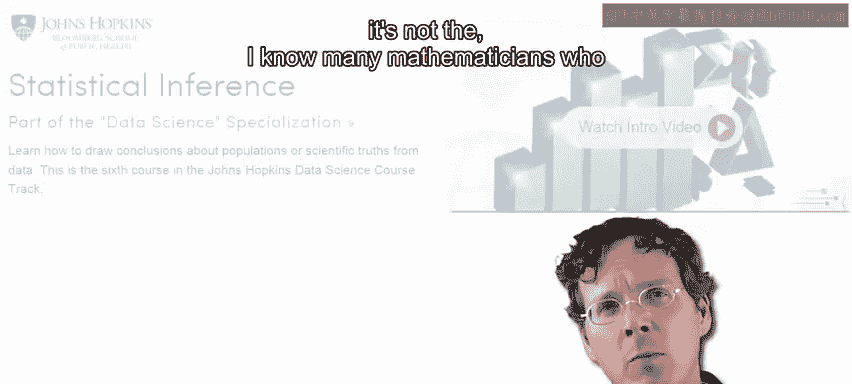 it's not the,
I know many mathematicians who
JOHNS HOPKINS
BLOOMBERG SCHOOL
of PUBLIC HEALTH
Statistical Inference
Part of the "Data Science" Specialization »
Learn how to draw conclusions about populations or scientific truths from
data. This is the sixth course in the Johns Hopkins Data Science Course
Track.
Watch Intro Video